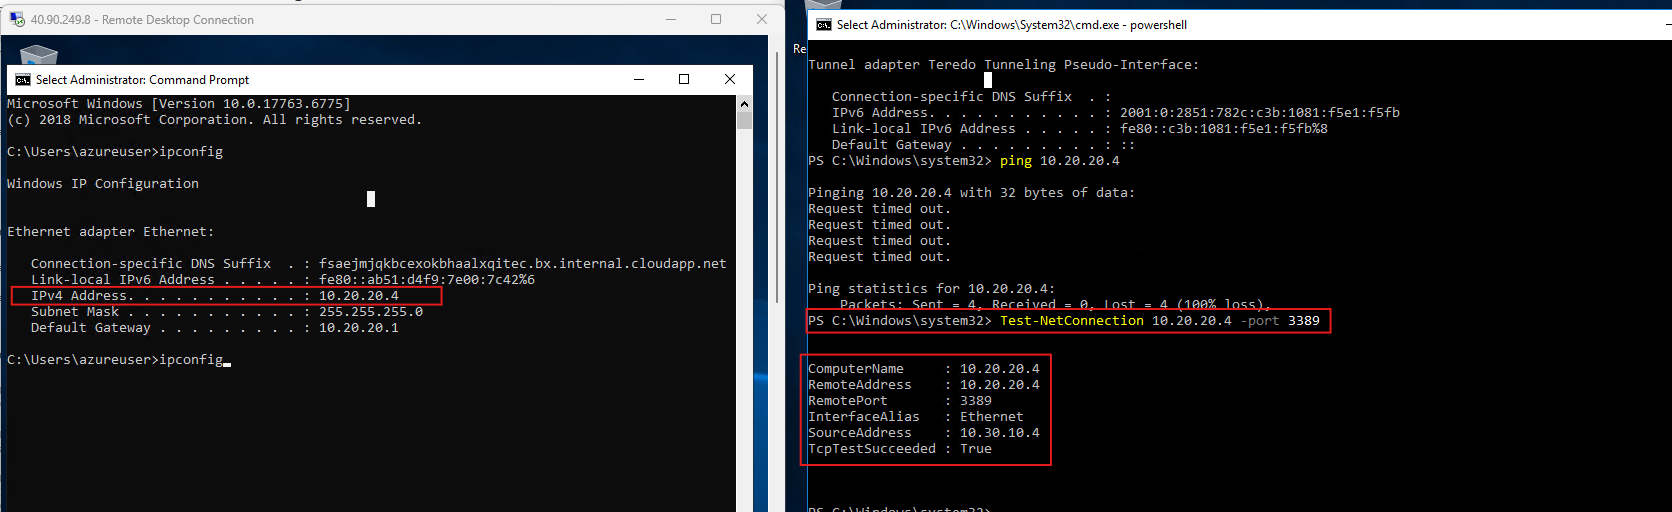 40.90.249.8 - Remote Desktop Connection
Select Administrator: Command Prompt
Microsoft Windows [Version 10.0.17763.6775]
(c) 2018 Microsoft Corporation. All rights reserved.
C:\Users\azureuser>ipconfig
Windows IP Configuration
Ethernet adapter Ethernet:
Connection-specific DNS Suffix  . : fsaejmjqkbcexokbhaalxqitec.bx.internal.cloudapp.net
Link-local IPv6 Address . . . . . : fe80::ab51:d4f9:7e00:7c42%6
IPv4 Address. . . . . . . . . . . : 10.20.20.4
Subnet Mask . . . . . . . . . . . : 255.255.255.0
Default Gateway . . . . . . . . . : 10.20.20.1
C:\Users\azureuser>ipconfig
Re
Select Administrator: C:\Windows\System32\cmd.exe - powershell
Tunnel adapter Teredo Tunneling Pseudo-Interface:
Connection-specific DNS Suffix  . :
IPv6 Address. . . . . . . . . . . : 2001:0:2851:782c:c3b:1081:f5e1:f5fb
Link-local IPv6 Address . . . . . : fe80::c3b:1081:f5e1:f5fb%8
Default Gateway . . . . . . . . . : ::
PS C:\Windows\system32> ping 10.20.20.4
Pinging 10.20.20.4 with 32 bytes of data:
Request timed out.
Request timed out.
Request timed out.
Request timed out.
Ping statistics for 10.20.20.4:
Packets: Sent = 4, Received = 0, Lost = 4 (100% loss),
PS C:\Windows\system32> Test-NetConnection 10.20.20.4 -port 3389
ComputerName     : 10.20.20.4
RemoteAddress    : 10.20.20.4
RemotePort       : 3389
InterfaceAlias   : Ethernet
SourceAddress    : 10.30.10.4
TcpTestSucceeded : True
PS C:\Windows\system32>